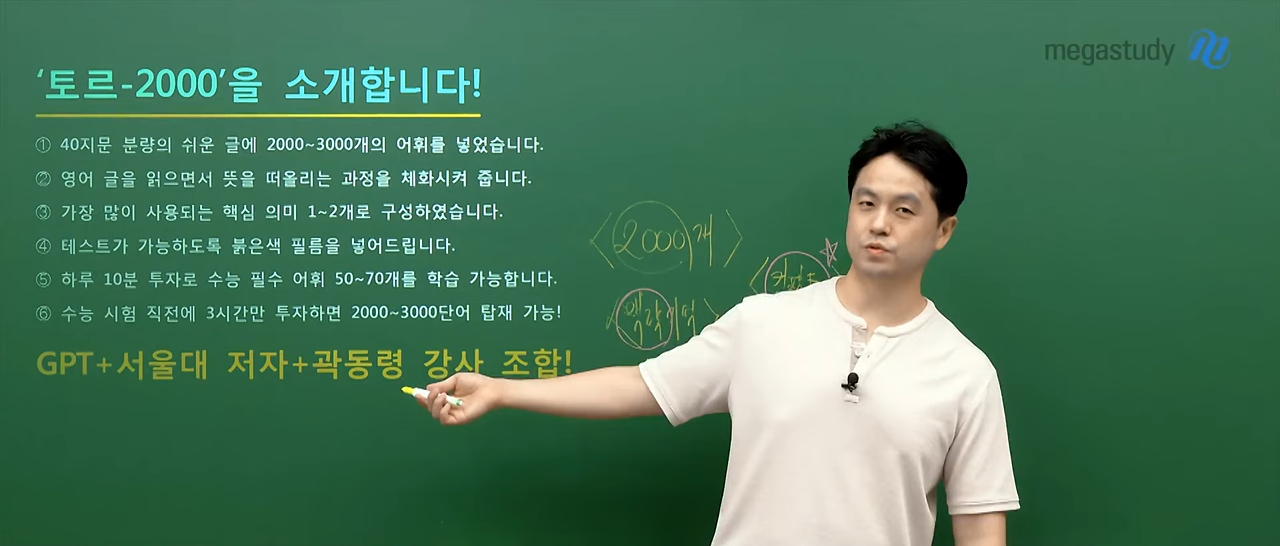 megastudy
'토르-2000'을 소개합니다!
① 40지문 분량의 쉬운 글에 2000~3000개의 어휘를 넣었습니다.
② 영어 글을 읽으면서 뜻을 떠올리는 과정을 체화시켜 줍니다.
③ 가장 많이 사용되는 핵심 의미 1~2개로 구성하였습니다.
④ 테스트가 가능하도록 붉은색 필름을 넣어드립니다.
⑤ 하루 10분 투자로 수능 필수 어휘 50~70개를 학습 가능합니다.
⑥ 수능 시험 직전에 3시간만 투자하면 2000~3000단어 탑재 가능!
GPT+서울대 저자+곽동령 강사 조합!
<2000개>